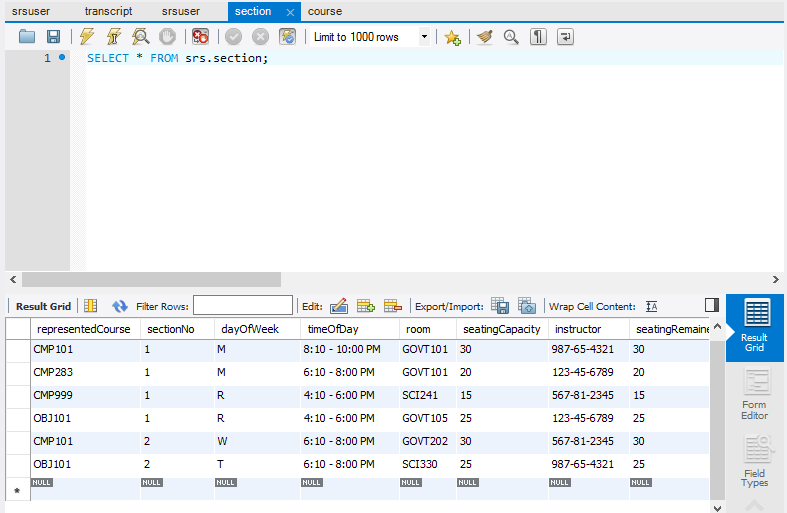 srsuser transcript srsuser section × course
Limit to 1000 rows
1 SELECT * FROM srs.section;
Result Grid Filter Rows: Edit: Export/Import: Wrap Cell Content: IA
representedCourse sectionNo dayOfWeek timeOfDay room seatingCapacity instructor seatingRemaine
CMP101 1 M 8:10 - 10:00 PM GOVT101 30 987-65-4321 30
CMP283 1 M 6:10 - 8:00 PM GOVT101 20 123-45-6789 20
CMP999 1 R 4:10 - 6:00 PM SCI241 15 567-81-2345 15
OBJ101 1 R 4:10 - 6:00 PM GOVT105 25 123-45-6789 25
CMP101 2 W 6:10 - 8:00 PM GOVT202 30 567-81-2345 30
OBJ101 2 T 6:10 - 8:00 PM SCI330 25 987-65-4321 25
* NULL NULL NULL NULL NULL NULL NULL NULL
Result
Grid
Form
Editor
Field
Types